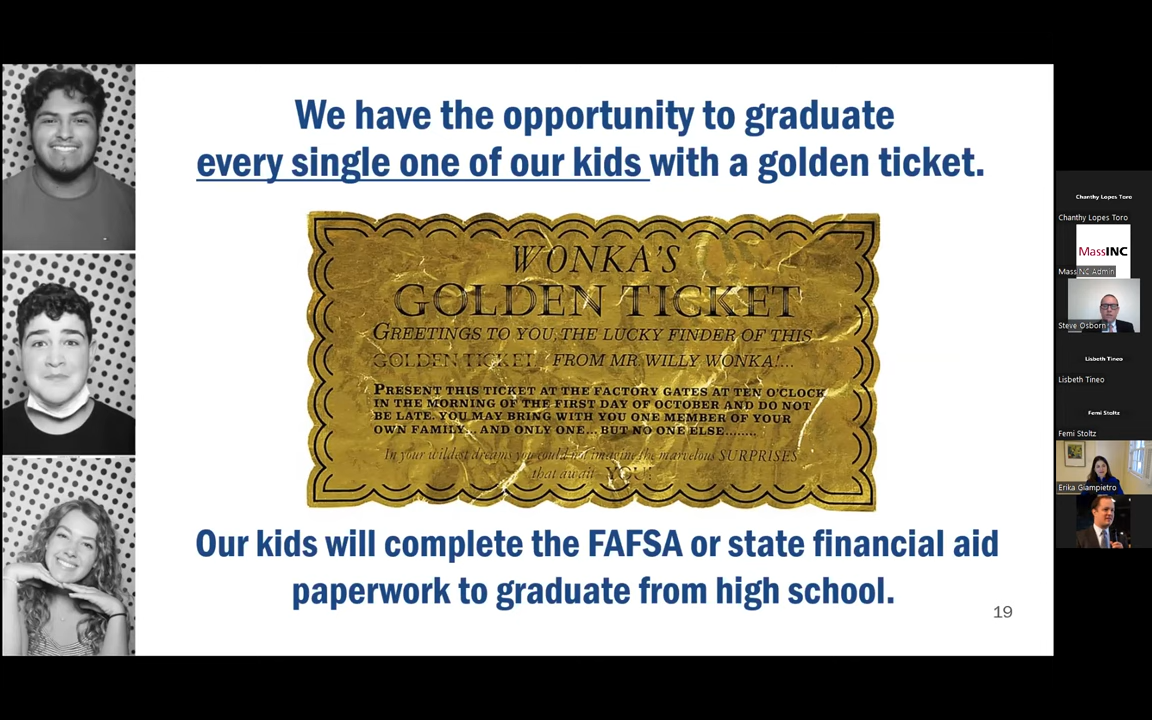 We have the opportunity to graduate
every single one of our kids with a golden ticket.
WONKA'S
GOLDEN TICKET
GREETINGS TO YOU, THE LUCKY FINDER OF THIS
GOLDEN TICKET, FROM MR. WILLY WONKA!...
PRESENT THIS TICKET AT THE FACTORY GATES AT TEN O'CLOCK
IN THE MORNING OF THE FIRST DAY OF OCTOBER AND DO NOT
BE LATE. YOU MAY BRING WITH YOU ONE MEMBER OF YOUR
OWN FAMILY... AND ONLY ONE... BUT NO ONE ELSE........
In your wildest dreams you could not imagine the marvelous SURPRISES
that await YOU!
Our kids will complete the FAFSA or state financial aid
paperwork to graduate from high school.
19
Chanthy Lopes Toro
Chanthy Lopes Toro
MassINC
MassINC Admin
Steve Osborn
Lisbeth Tineo
Lisbeth Tineo
Femi Stoltz
Femi Stoltz
Erika Giampietro